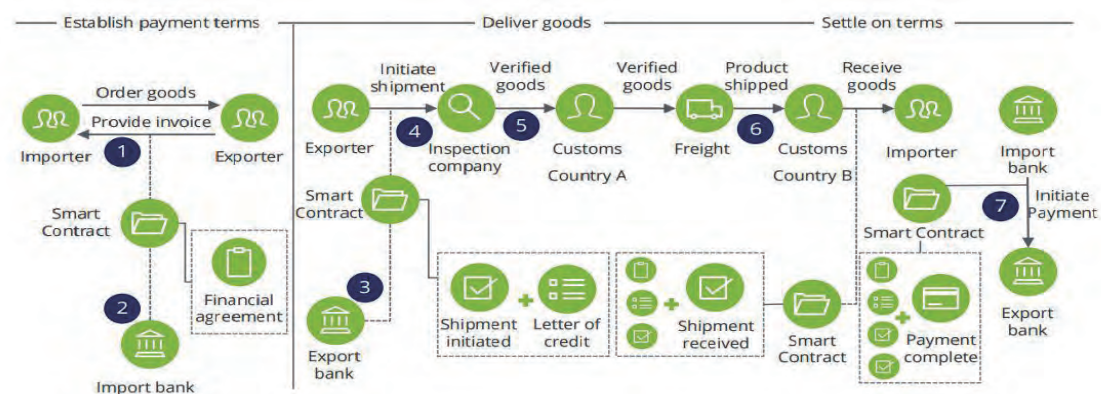 Establish payment terms
Deliver goods
Settle on terms
Order goods
Provide invoice
1
Importer
Exporter
Smart
Contract
2
Financial
agreement
Import bank
Initiate
shipment
Verified
goods
Verified
goods
Product
shipped
Receive
goods
4
5
6
Exporter
Inspection
company
Customs
Country A
Freight
Customs
Country B
Importer
Import
bank
Smart
Contract
Smart Contract
7
Initiate
Payment
3
Export
bank
Shipment
initiated
Letter of
credit
Shipment
received
Smart
Contract
Payment
complete
Export
bank